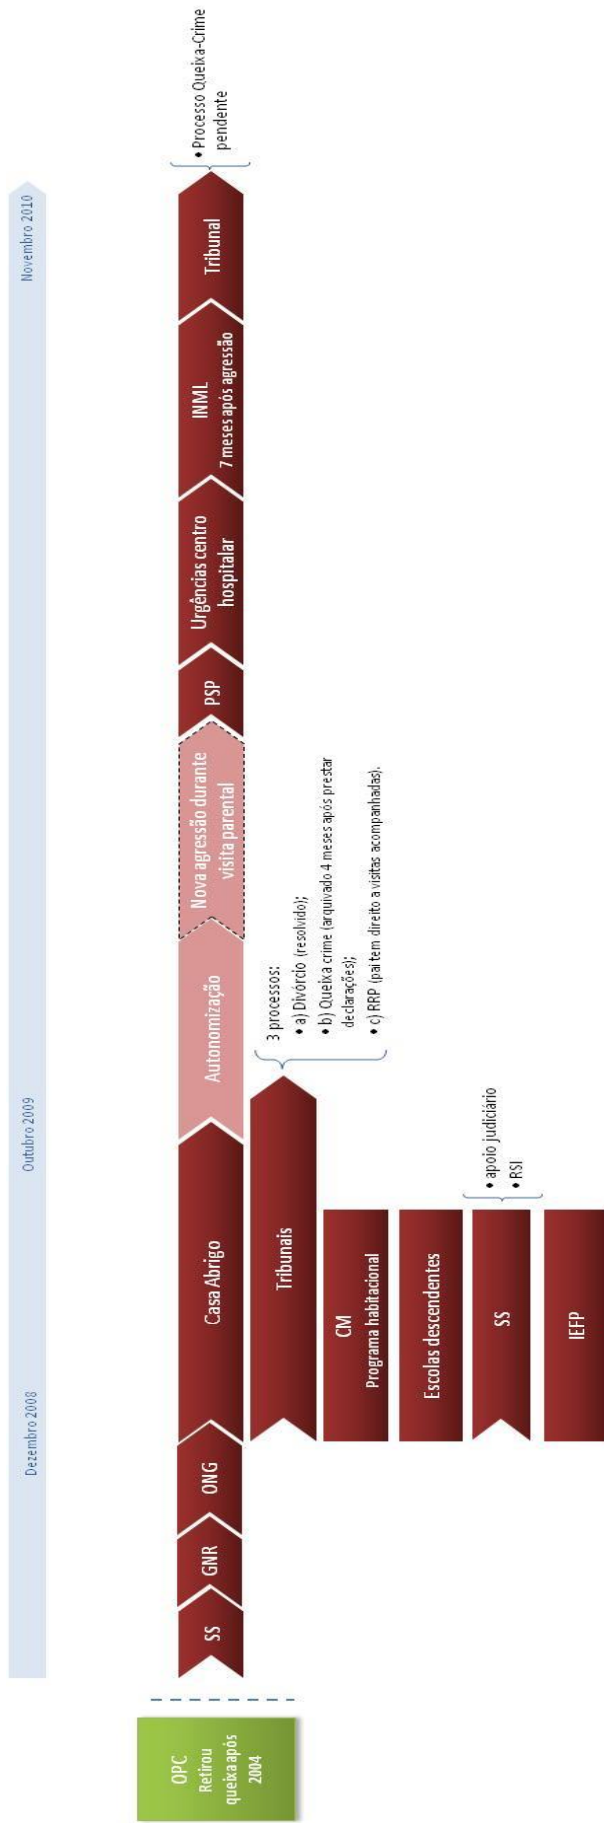 Dezembro 2008
Outubro 2009
Novembro 2010
OPC
Retirou
queixa após
2004
SS
GNR
ONG
Casa Abrigo
Autonomização
Nova agressão durante
visita parental
PSP
Urgências centro
hospitalar
INML
7 meses após agressão
Tribunal
• Processo Queixa-Crime
pendente
Tribunais
3 processos:
• a) Divórcio (resolvido);
• b) Queixa crime (arquivado 4 meses após prestar
declarações);
• c) RRP (pai tem direito a visitas acompanhadas).
CM
Programa habitacional
Escolas descendentes
SS
• apoio judiciário
• RSI
IEFP